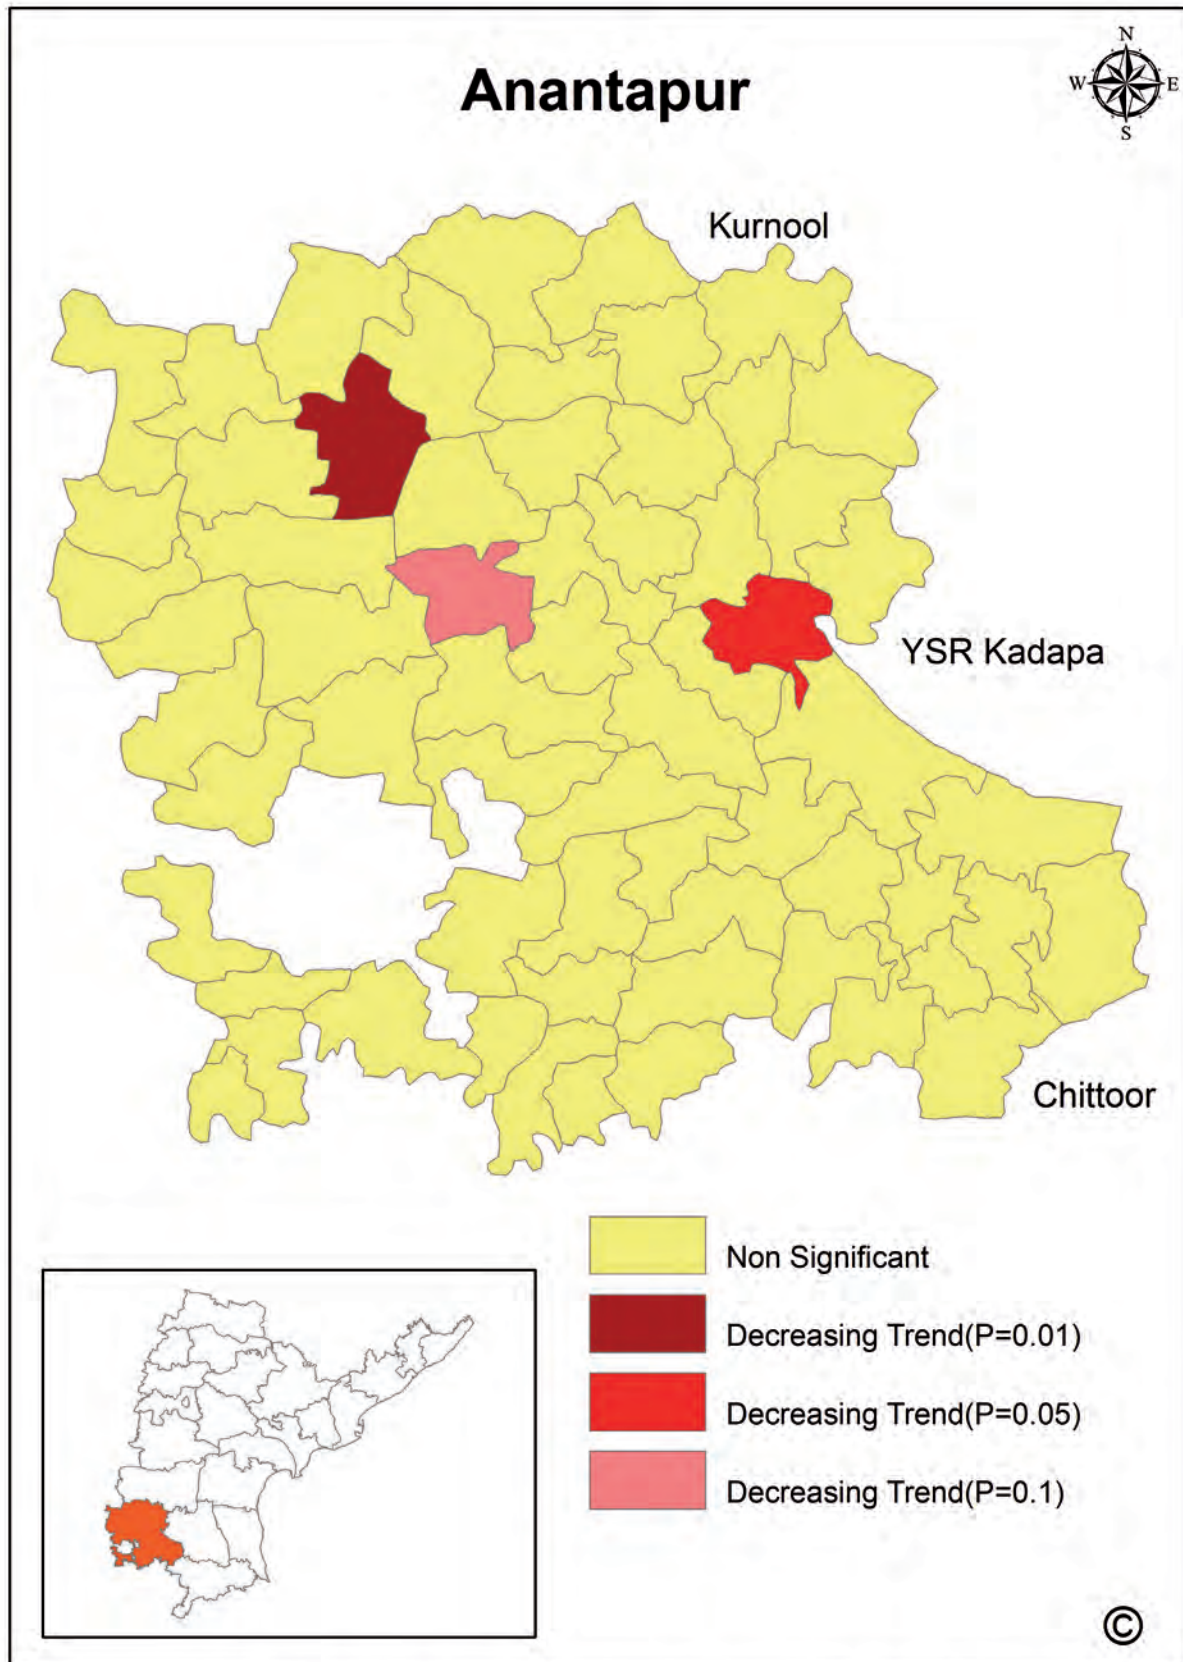 N
Anantapur
W E
S
Kurnool
YSR Kadapa
Chittoor
Non Significant
Decreasing Trend(P=0.01)
Decreasing Trend(P=0.05)
Decreasing Trend(P=0.1)
©